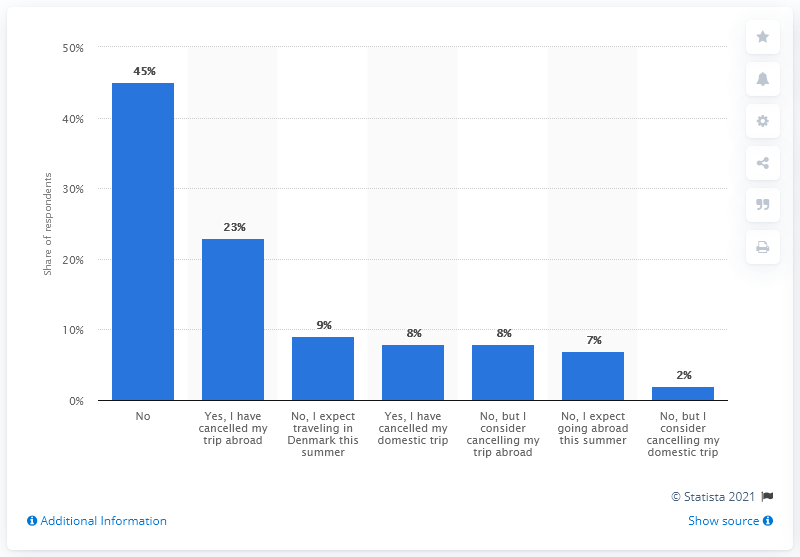 50%
40%
30%
20%
10%
0%
Share of respondents
45%
23%
9%
8%
8%
7%
2%
No
Yes, I have
cancelled my
trip abroad
No, I expect
traveling in
Denmark this
summer
Yes, I have
cancelled my
domestic trip
No, but I
consider
cancelling my
trip abroad
No, I expect
going abroad
this summer
No, but I
consider
cancelling my
domestic trip
© Statista 2021
Additional Information
Show source